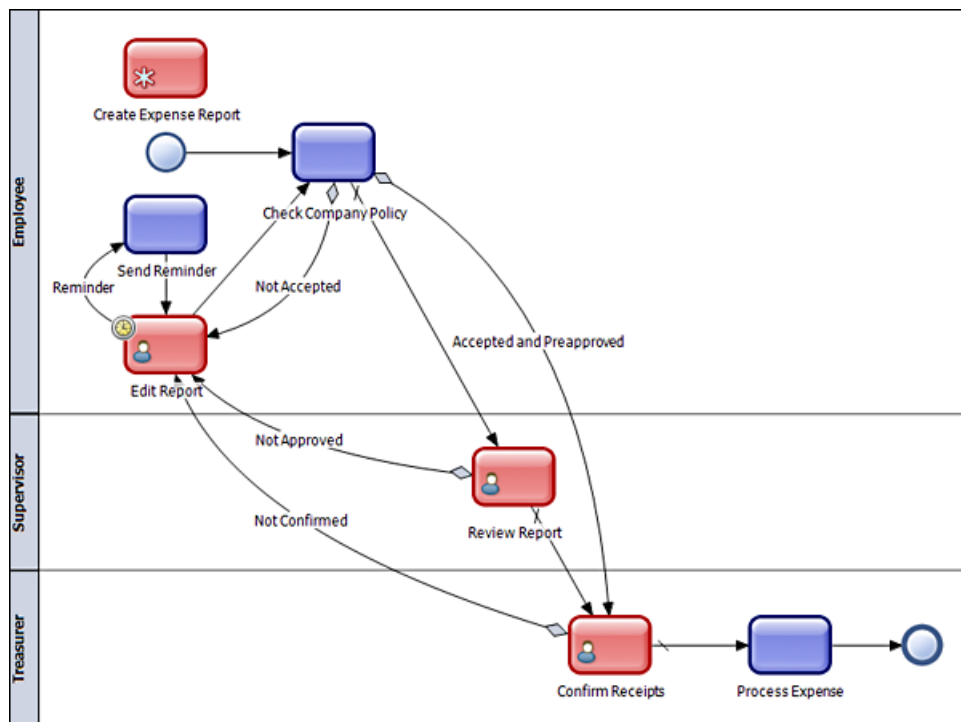 Employee
Create Expense Report
Check Company Policy
Send Reminder
Reminder
Not Accepted
Accepted and Preapproved
Edit Report
Supervisor
Not Approved
Not Confirmed
Review Report
Treasurer
Confirm Receipts
Process Expense